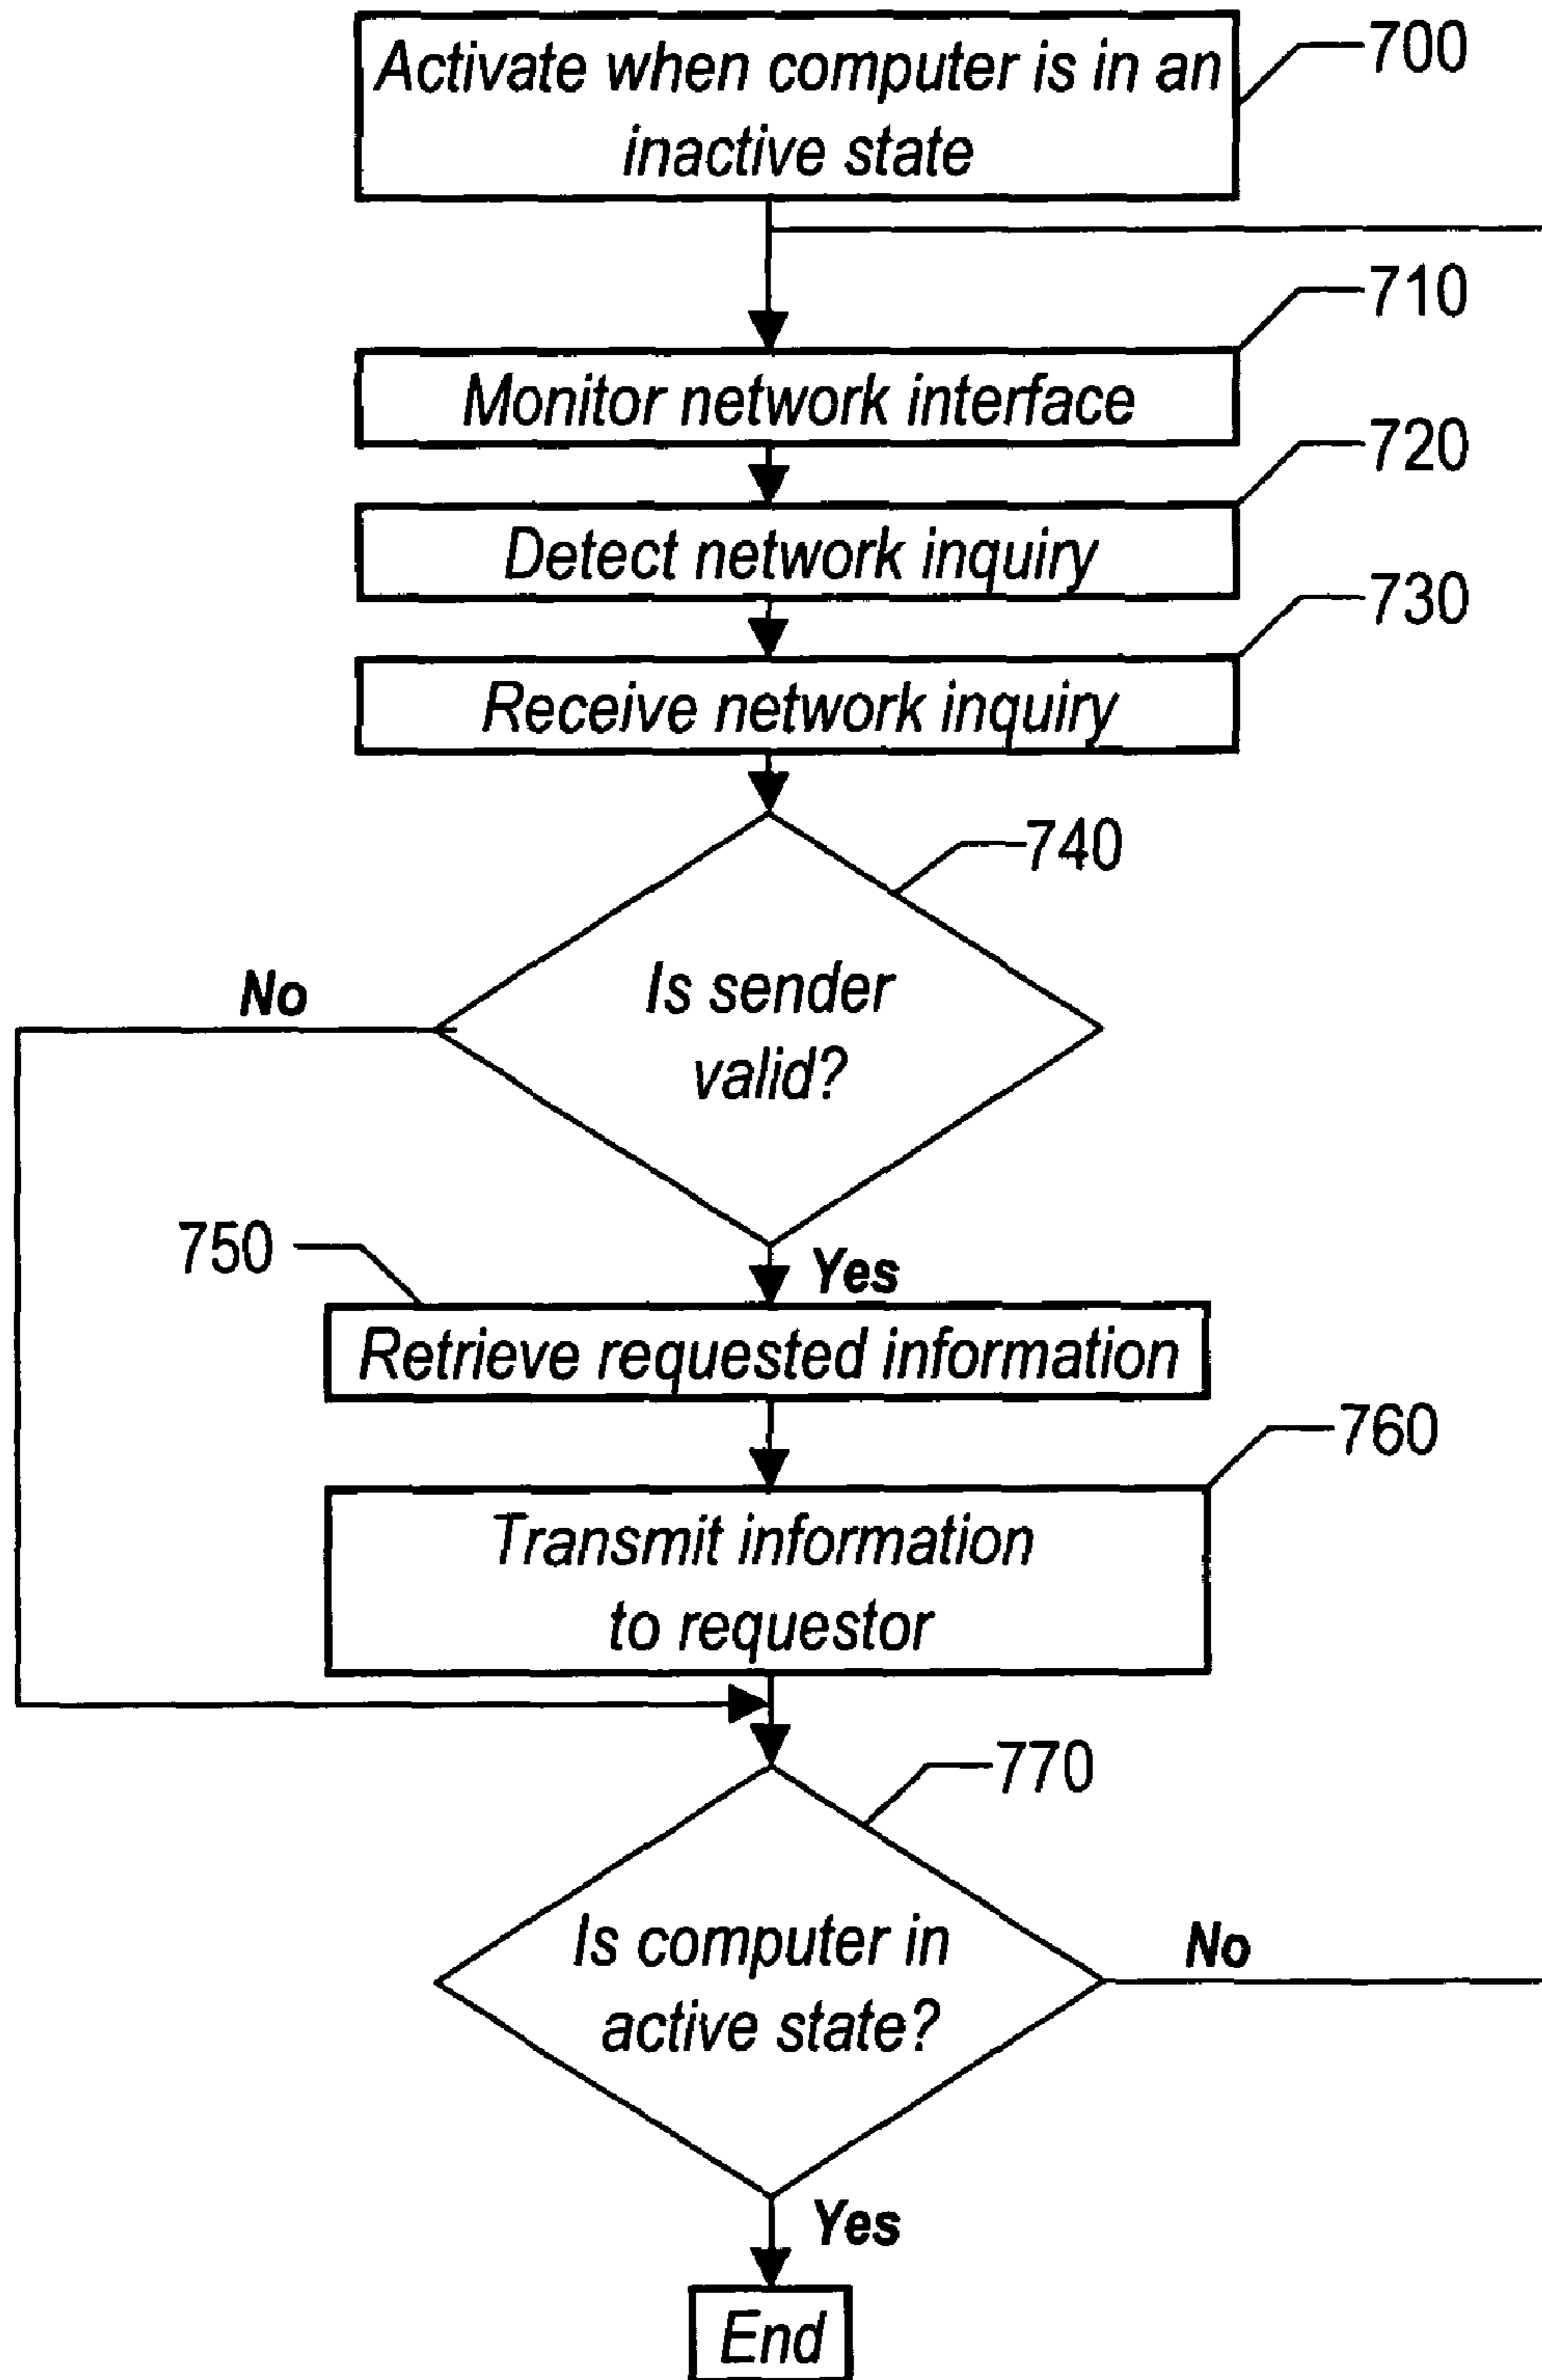 Activate when computer is in an
inactive state
700
710
Monitor network interface
720
Detect network inquiry
730
Receive network inquiry
740
Is sender
valid?
No
Yes
750
Retrieve requested information
760
Transmit information
to requestor
770
Is computer in
active state?
No
Yes
End